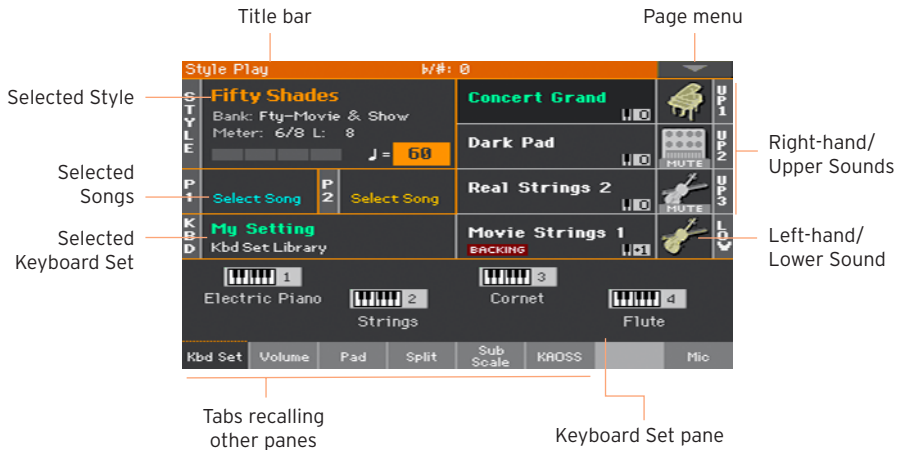 Title bar
Page menu
Style Play ♭/#: 0
Selected Style
STYLE
Fifty Shades
Bank: Fty-Movie & Show
Meter: 6/8 L: 8
♩= 60
Concert Grand
UP1
Dark Pad
MUTE
UP2
Real Strings 2
MUTE
UP3
Right-hand/
Upper Sounds
Selected
Songs
P1
Select Song
P2
Select Song
Selected
Keyboard Set
KBD
My Setting
Kbd Set Library
Movie Strings 1
BACKING
+1
LOW
Left-hand/
Lower Sound
1
Electric Piano
2
Strings
3
Cornet
4
Flute
Kbd Set Volume Pad Split Sub Scale KAOSS Mic
Tabs recalling
other panes
Keyboard Set pane